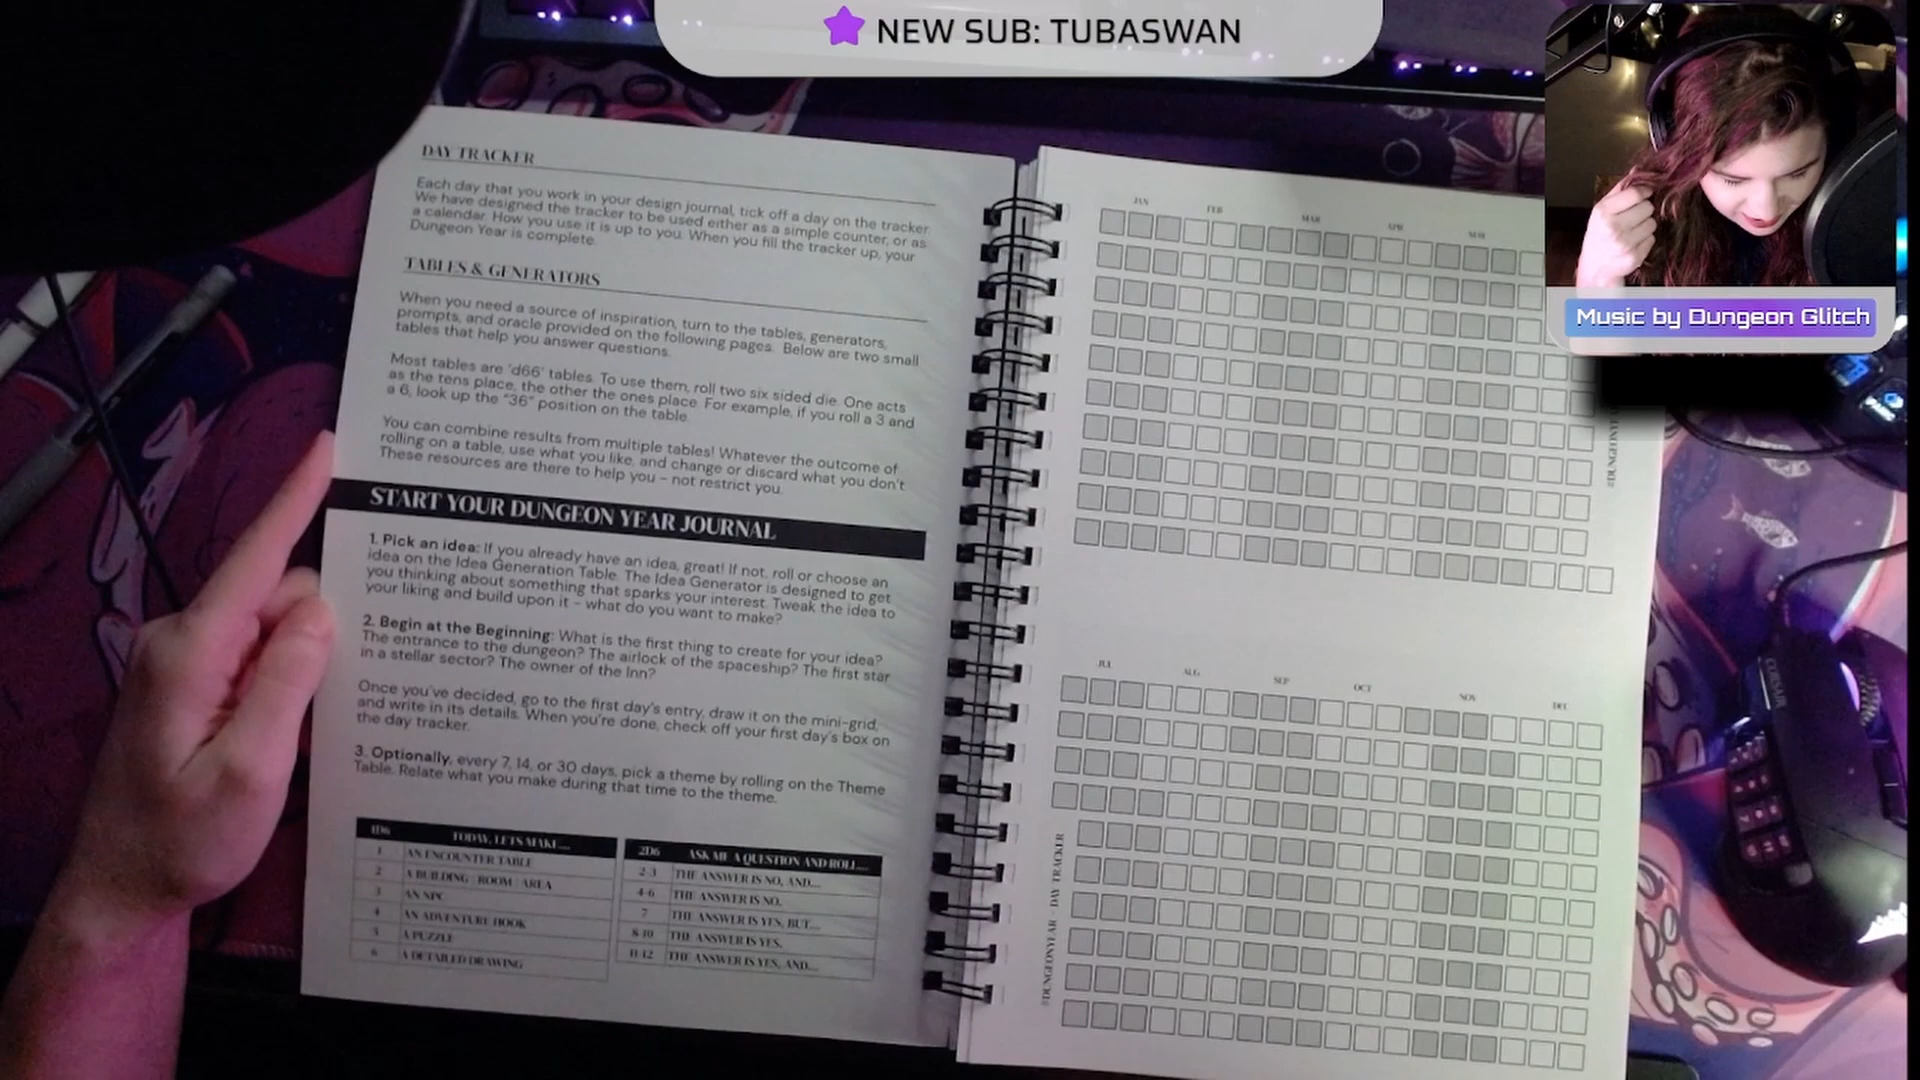 NEW SUB: TUBASWAN
DAY TRACKER
Each day that you work in your design journal, tick off a day on the tracker.
We have designed the tracker to be used either as a simple counter, or as
a calendar. How you use it is up to you. When you fill the tracker up, your
Dungeon Year is complete.
TABLES & GENERATORS
When you need a source of inspiration, turn to the tables, generators,
prompts, and oracle provided on the following pages. Below are two small
tables that help you answer questions.
Most tables are 'd66' tables. To use them, roll two six sided die. One acts
as the tens place, the other the ones place. For example, if you roll a 3 and
a 6, look up the "36" position on the table.
You can combine results from multiple tables! Whatever the outcome of
rolling on a table, use what you like, and change or discard what you don't.
These resources are there to help you – not restrict you.
START YOUR DUNGEON YEAR JOURNAL
1. Pick an idea: If you already have an idea, great! If not, roll or choose an
idea on the Idea Generation Table. The Idea Generator is designed to get
you thinking about something that sparks your interest. Tweak the idea to
your liking and build upon it – what do you want to make?
2. Begin at the Beginning: What is the first thing to create for your idea?
The entrance to the dungeon? The airlock of the spaceship? The first star
in a stellar sector? The owner of the Inn?
Once you've decided, go to the first day's entry, draw it on the mini-grid,
and write in its details. When you're done, check off your first day's box on
the day tracker.
3. Optionally, every 7, 14, or 30 days, pick a theme by rolling on the Theme
Table. Relate what you make during that time to the theme.
1D6 TODAY, LETS MAKE....
1 AN ENCOUNTER TABLE
2 A BUILDING / ROOM / AREA
3 AN NPC
4 AN ADVENTURE HOOK
5 A PUZZLE
6 A DETAILED DRAWING
2D6 ASK ME A QUESTION AND ROLL....
2-3 THE ANSWER IS NO, AND....
4-6 THE ANSWER IS NO.
7 THE ANSWER IS YES, BUT....
8-10 THE ANSWER IS YES.
11-12 THE ANSWER IS YES, AND....
JAN FEB MAR APR MAY
JUL AUG SEP OCT NOV DEC
#DUNGEONYEAR - DAY TRACKER
Music by Dungeon Glitch
CORSAIR